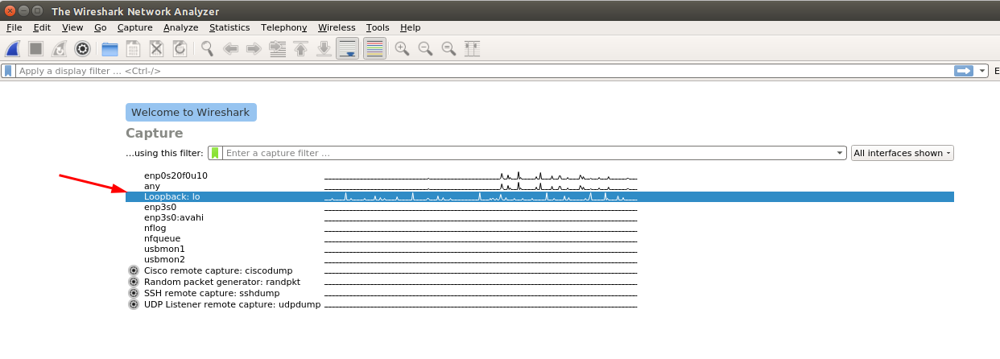 The Wireshark Network Analyzer
File Edit View Go Capture Analyze Statistics Telephony Wireless Tools Help
Apply a display filter ... <Ctrl-/> E
Welcome to Wireshark
Capture
...using this filter: Enter a capture filter ... All interfaces shown
enp0s20f0u10
any
Loopback: lo
enp3s0
enp3s0:avahi
nflog
nfqueue
usbmon1
usbmon2
Cisco remote capture: ciscodump
Random packet generator: randpkt
SSH remote capture: sshdump
UDP Listener remote capture: udpdump